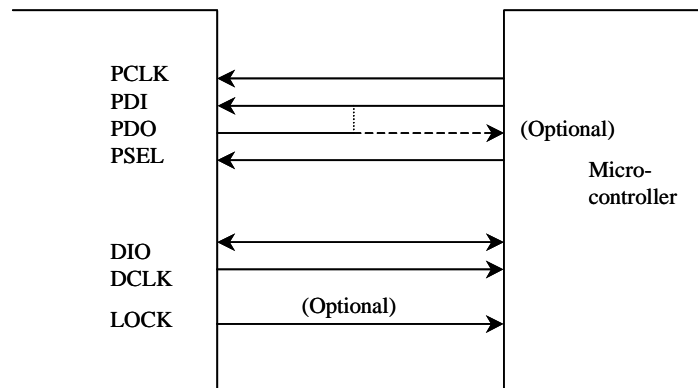 PCLK
PDI
PDO
(Optional)
PSEL
Micro-
controller
DIO
DCLK
(Optional)
LOCK